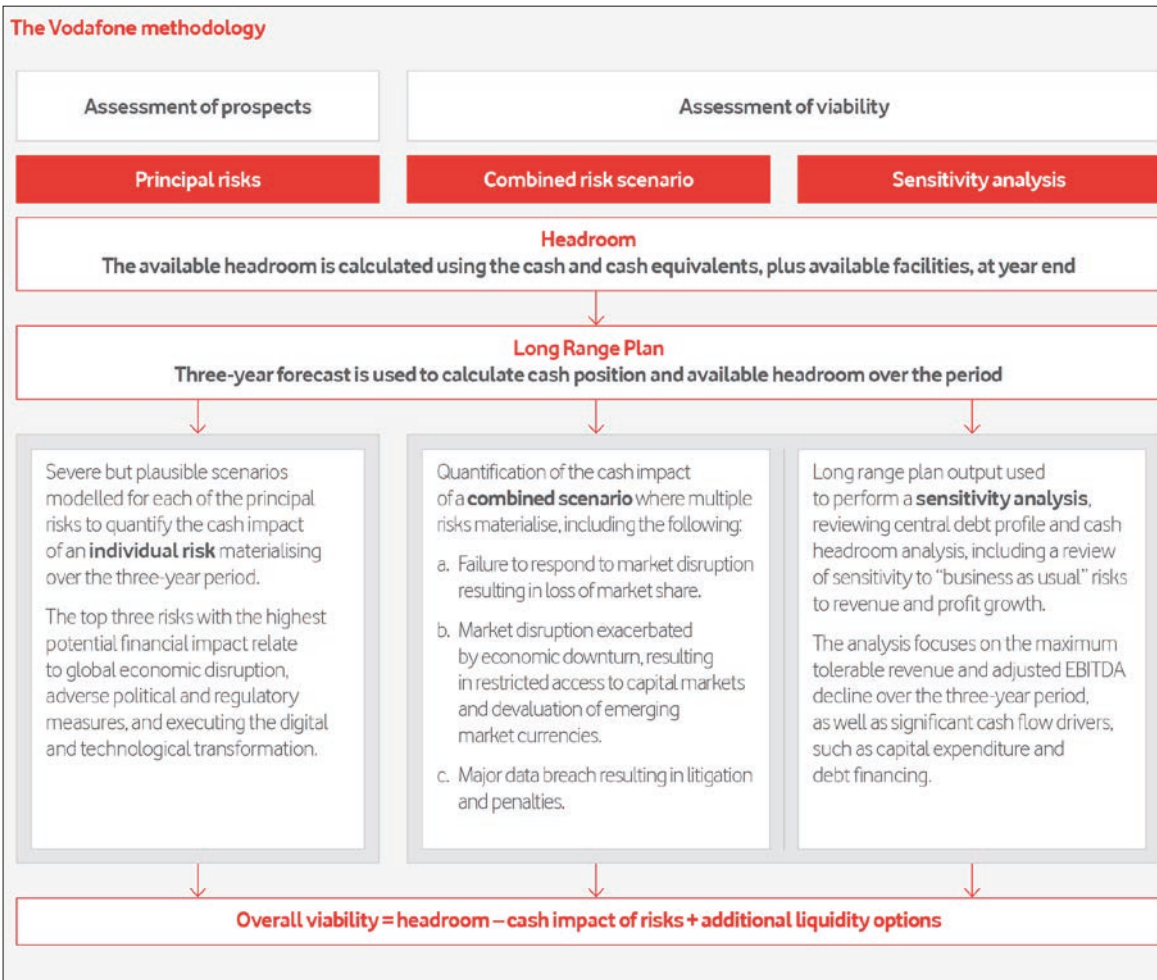 The Vodafone methodology
Assessment of prospects
Assessment of viability
Principal risks
Combined risk scenario
Sensitivity analysis
Headroom
The available headroom is calculated using the cash and cash equivalents, plus available facilities, at year end
Long Range Plan
Three-year forecast is used to calculate cash position and available headroom over the period
Severe but plausible scenarios
modelled for each of the principal
risks to quantify the cash impact
of an individual risk materialising
over the three-year period.
The top three risks with the highest
potential financial impact relate
to global economic disruption,
adverse political and regulatory
measures, and executing the digital
and technological transformation.
Quantification of the cash impact
of a combined scenario where multiple
risks materialise, including the following:
a. Failure to respond to market disruption
resulting in loss of market share.
b. Market disruption exacerbated
by economic downturn, resulting
in restricted access to capital markets
and devaluation of emerging
market currencies.
c. Major data breach resulting in litigation
and penalties.
Long range plan output used
to perform a sensitivity analysis,
reviewing central debt profile and cash
headroom analysis, including a review
of sensitivity to “business as usual” risks
to revenue and profit growth.
The analysis focuses on the maximum
tolerable revenue and adjusted EBITDA
decline over the three-year period,
as well as significant cash flow drivers,
such as capital expenditure and
debt financing.
Overall viability = headroom – cash impact of risks + additional liquidity options